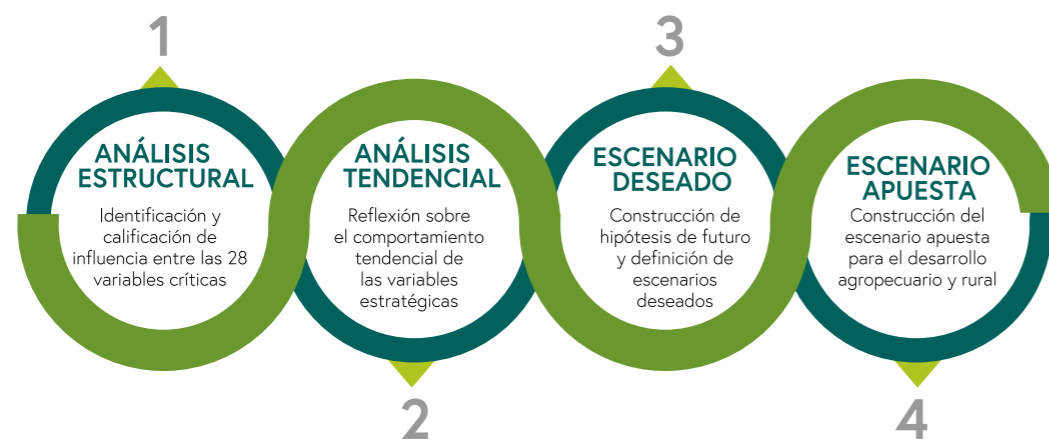 1
ANÁLISIS
ESTRUCTURAL
Identificación y
calificación de
influencia entre las 28
variables críticas
ANÁLISIS
TENDENCIAL
Reflexión sobre
el comportamiento
tendencial de
las variables
estratégicas
2
3
ESCENARIO
DESEADO
Construcción de
hipótesis de futuro
y definición de
escenarios
deseados
ESCENARIO
APUESTA
Construcción del
escenario apuesta
para el desarrollo
agropecuario y rural
4